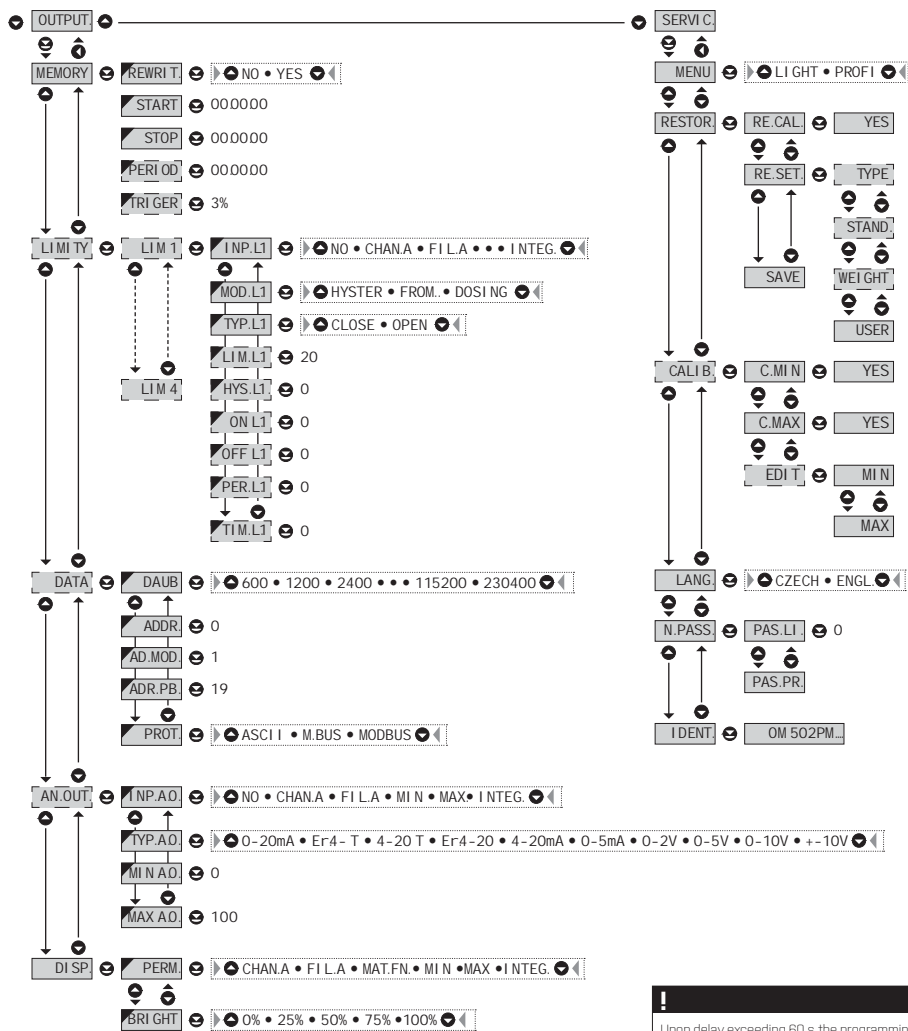 OUTPUT.
MEMORY REWRIT. NO • YES
START 00.00.00
STOP 00.00.00
PERIOD 00.00.00
TRIGER 3%
LIMITY LIM 1 INP.L1 NO • CHAN.A • FIL.A • • • INTEG.
MOD.L1 HYSTER • FROM.. • DOSING
TYP.L1 CLOSE • OPEN
LIM.L1 20
LIM 4 HYS.L1 0
ON L1 0
OFF L1 0
PER.L1 0
TIM.L1 0
DATA DAUB 600 • 1200 • 2400 • • • 115200 • 230400
ADDR. 0
AD.MOD. 1
ADR.PB. 19
PROT. ASCII • M.BUS • MODBUS
AN.OUT. INP.A.O. NO • CHAN.A • FIL.A • MIN • MAX• INTEG.
TYP.A.O. 0-20mA • Er4- T • 4-20 T • Er4-20 • 4-20mA • 0-5mA • 0-2V • 0-5V • 0-10V • +-10V
MIN A.O. 0
MAX A.O. 100
DISP. PERM. CHAN.A • FIL.A • MAT.FN. • MIN •MAX •INTEG.
BRIGHT 0% • 25% • 50% • 75% •100%
SERVIC.
MENU LIGHT • PROFI
RESTOR. RE.CAL. YES
RE.SET. TYPE
STAND.
SAVE WEIGHT
USER
CALIB. C.MIN YES
C.MAX YES
EDIT MIN
MAX
LANG. CZECH • ENGL.
N.PASS. PAS.LI. 0
PAS.PR.
IDENT. OM 502PM...
!
Upon delay exceeding 60 s the programmin